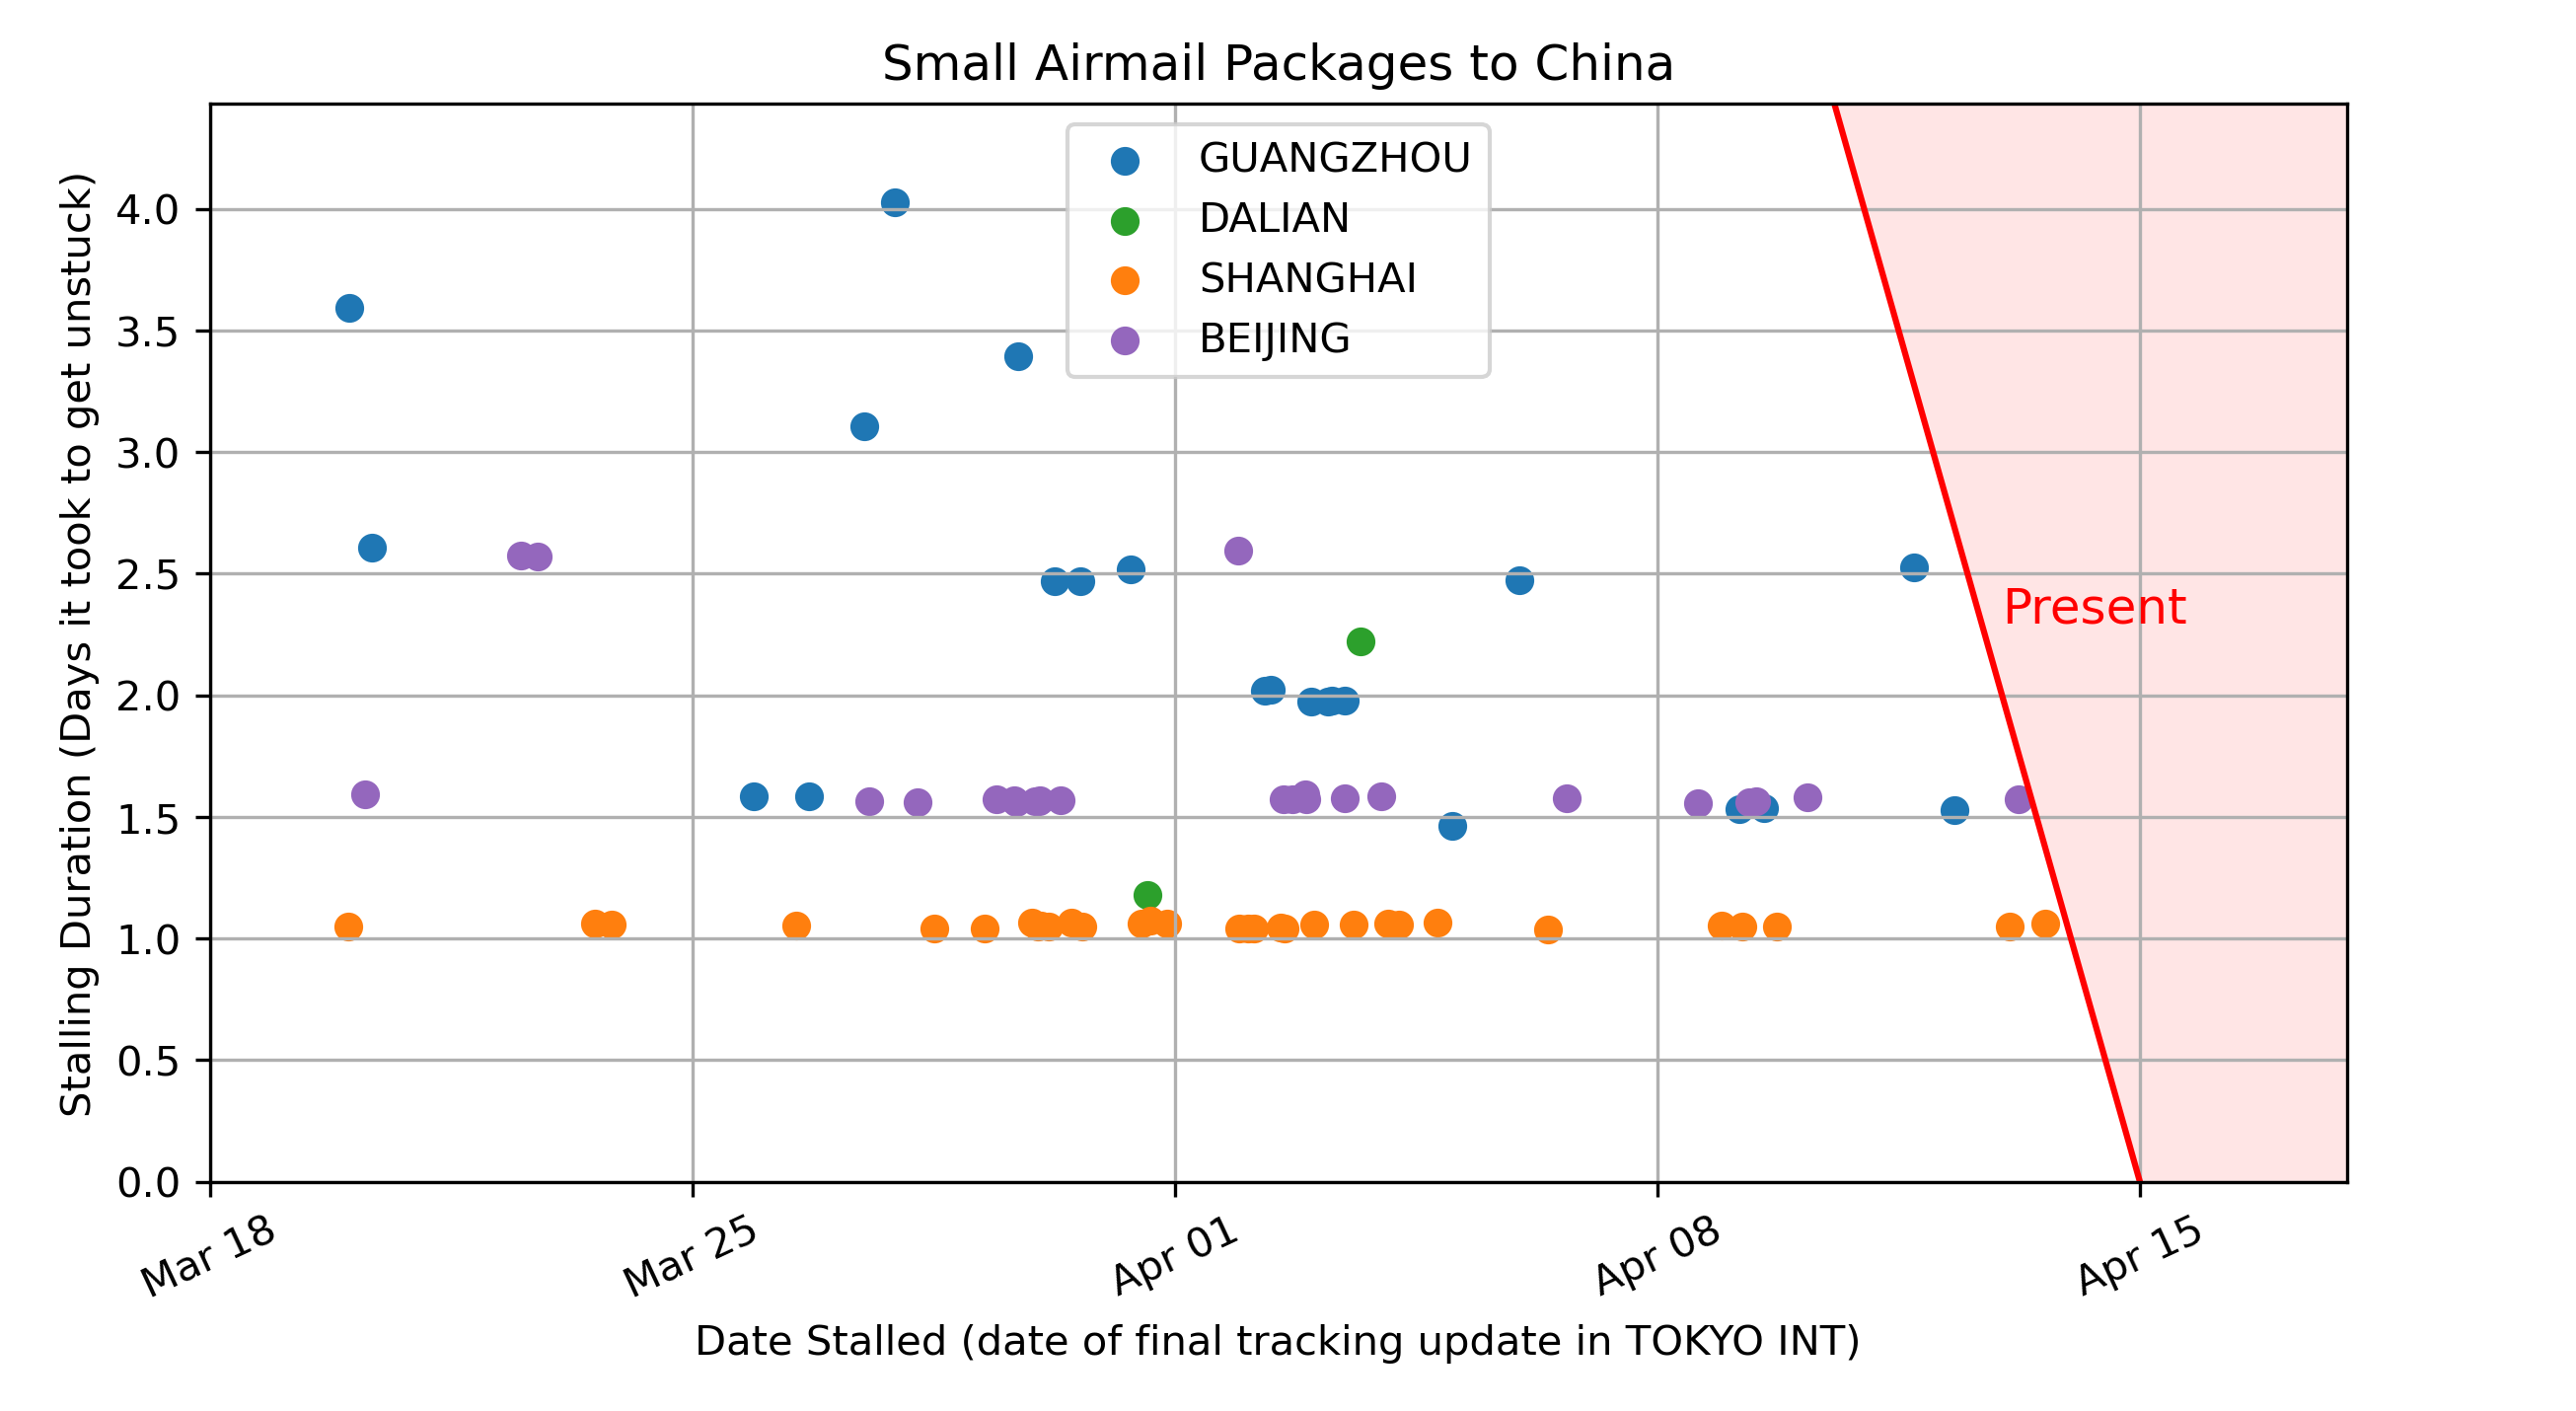 Small Airmail Packages to China
GUANGZHOU
DALIAN
SHANGHAI
BEIJING
Present
Stalling Duration (Days it took to get unstuck)
4.0
3.5
3.0
2.5
2.0
1.5
1.0
0.5
0.0
Mar 18
Mar 25
Apr 01
Apr 08
Apr 15
Date Stalled (date of final tracking update in TOKYO INT)